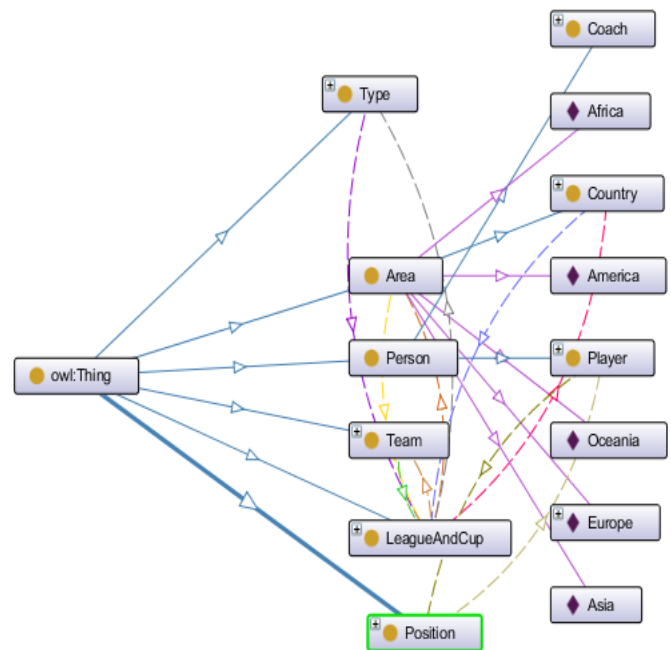 Coach
Type
Africa
Country
Area
America
owl:Thing
Person
Player
Team
Oceania
LeagueAndCup
Europe
Position
Asia